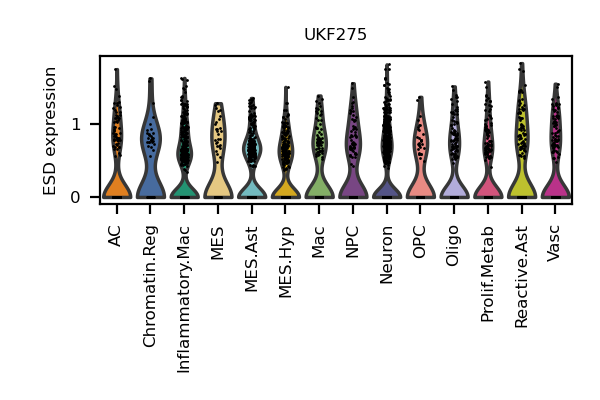 UKF275
ESD expression
1
0
AC
Chromatin.Reg
Inflammatory.Mac
MES
MES.Ast
MES.Hyp
Mac
NPC
Neuron
OPC
Oligo
Prolif.Metab
Reactive.Ast
Vasc